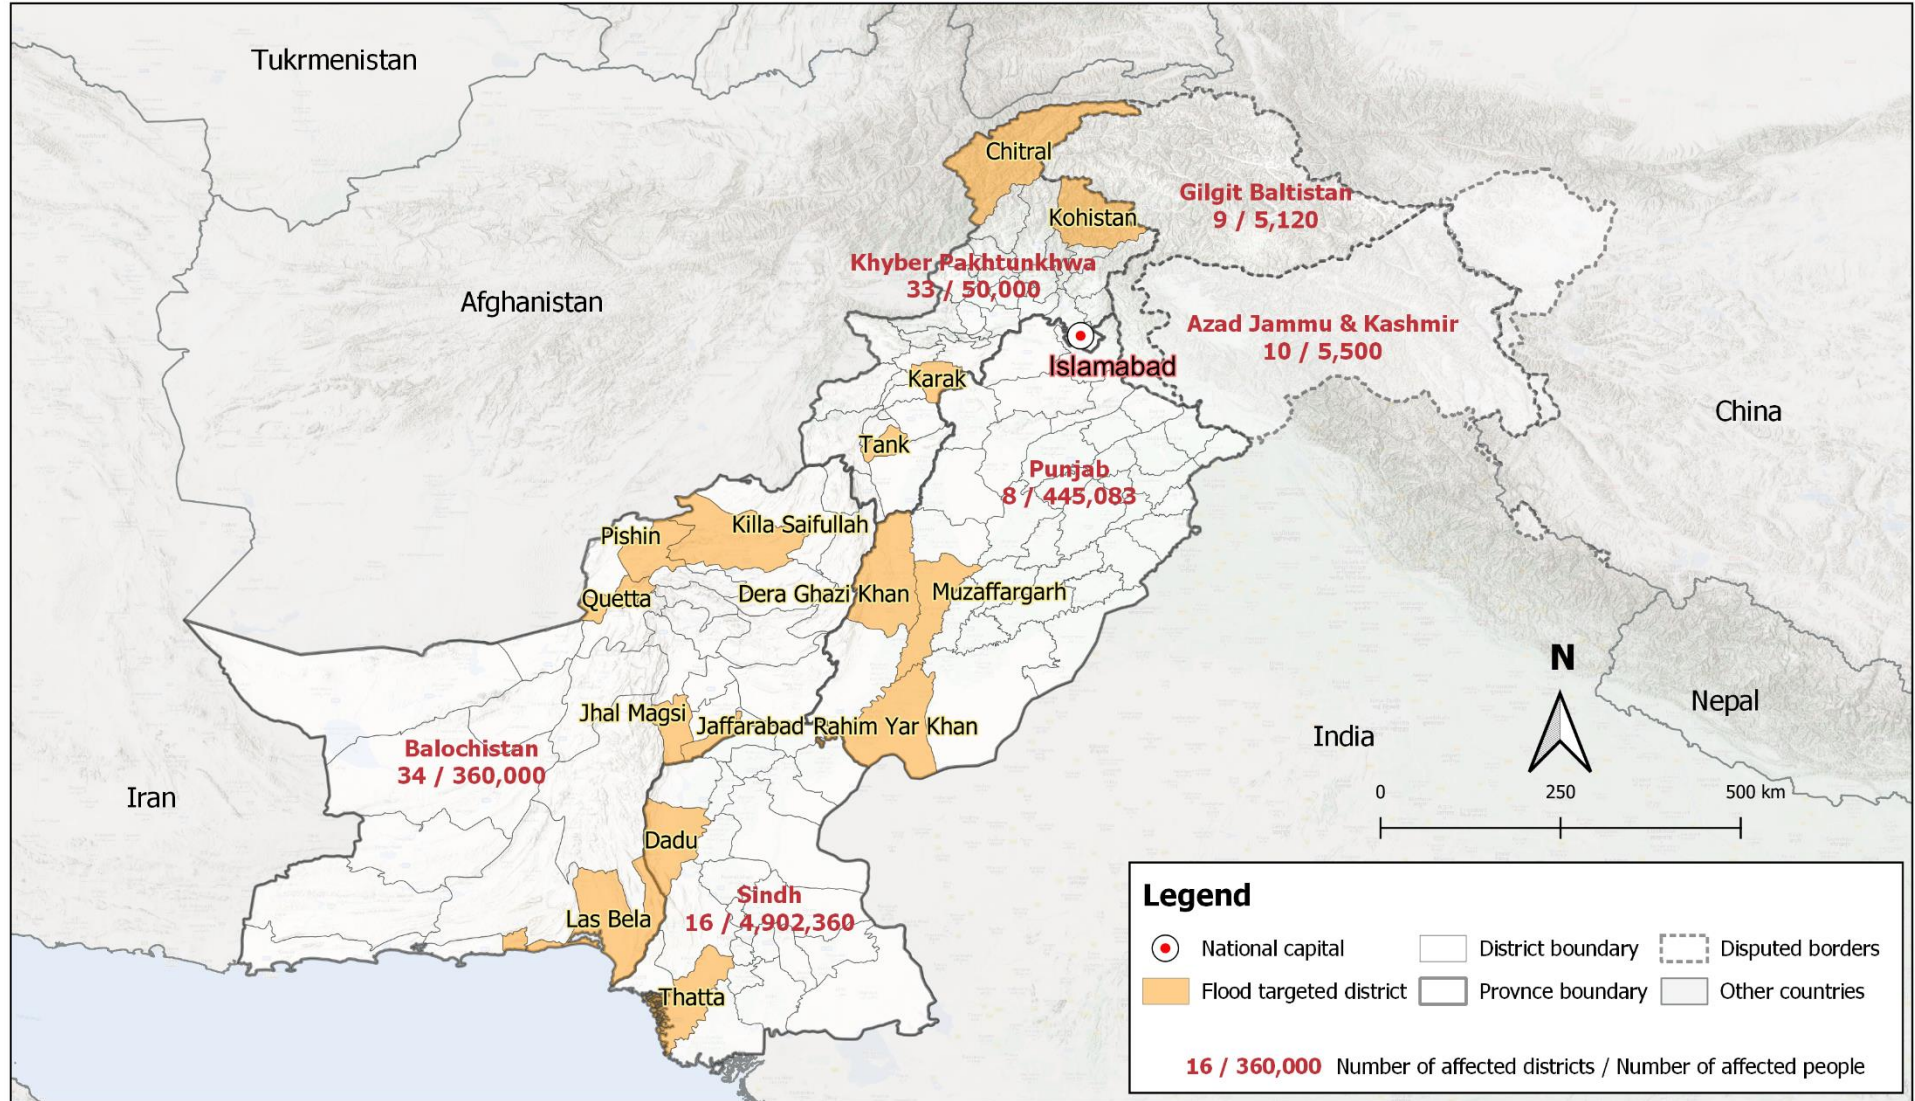 Tukrmenistan
Chitral
Gilgit Baltistan
9 / 5,120
Kohistan
Khyber Pakhtunkhwa
33 / 50,000
Afghanistan
Azad Jammu & Kashmir
10 / 5,500
Islamabad
Karak
China
Tank
Punjab
8 / 445,083
Killa Saifullah
Pishin
Dera Ghazi Khan
Muzaffargarh
Quetta
N
Nepal
Jhal Magsi
Jaffarabad
Rahim Yar Khan
India
Balochistan
34 / 360,000
Iran
0 250 500 km
Dadu
Sindh
16 / 4,902,360
Las Bela
Thatta
Legend
National capital
District boundary
Disputed borders
Flood targeted district
Provnce boundary
Other countries
16 / 360,000 Number of affected districts / Number of affected people